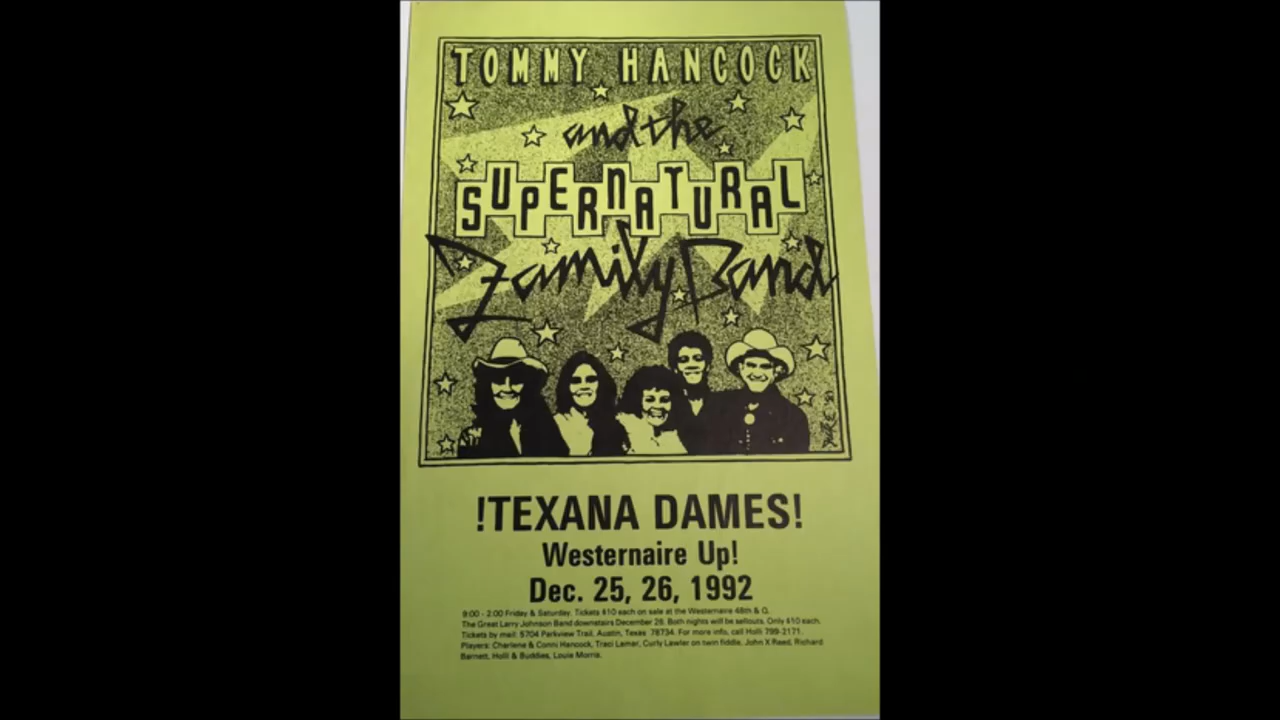 TOMMY HANCOCK
and the
SUPERNATURAL
Family Band
!TEXANA DAMES!
Westernaire Up!
Dec. 25, 26, 1992
9:00 - 2:00 Friday & Saturday. Tickets $10 each on sale at the Westernaire 48th & Q.
The Great Larry Johnson Band downstairs December 26. Both nights will be sellouts. Only $10 each.
Tickets by mail: 5704 Parkview Trail, Austin, Texas 78734. For more info, call Holli 799-2171.
Players: Charlene & Conni Hancock, Traci Lamar, Curly Lawler on twin fiddle, John X Reed, Richard
Barnett, Holli & Buddies, Louie Morris.